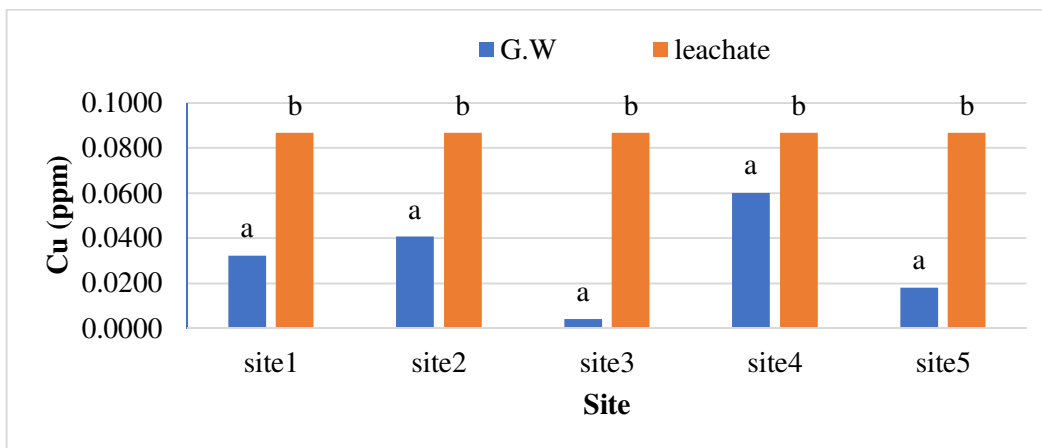 G.W leachate
Cu (ppm)
0.1000
0.0800
0.0600
0.0400
0.0200
0.0000
a b a b a b a b a b
site1 site2 site3 site4 site5
Site